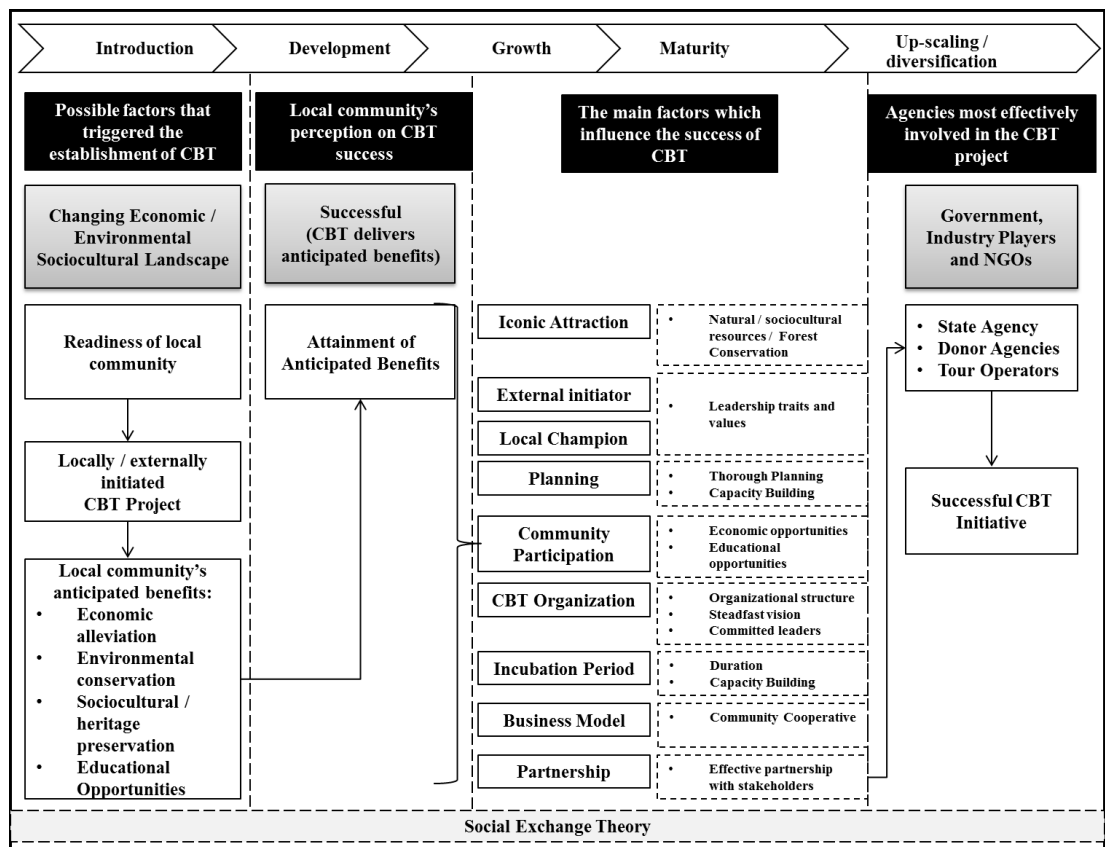 Introduction
Development
Growth
Maturity
Up-scaling /
diversification
Possible factors that
triggered the
establishment of CBT
Local community's
perception on CBT
success
The main factors which
influence the success of
CBT
Agencies most effectively
involved in the CBT
project
Changing Economic /
Environmental
Sociocultural Landscape
Successful
(CBT delivers
anticipated benefits)
Government,
Industry Players
and NGOs
Readiness of local
community
Locally / externally
initiated
CBT Project
Local community's
anticipated benefits:
• Economic
alleviation
• Environmental
conservation
• Sociocultural /
heritage
preservation
• Educational
Opportunities
Attainment of
Anticipated Benefits
Iconic Attraction
• Natural / sociocultural
resources / Forest
Conservation
External initiator
Local Champion
• Leadership traits and
values
Planning
• Thorough Planning
• Capacity Building
Community
Participation
• Economic opportunities
• Educational
opportunities
CBT Organization
• Organizational structure
• Steadfast vision
• Committed leaders
Incubation Period
• Duration
• Capacity Building
Business Model
• Community Cooperative
Partnership
• Effective partnership
with stakeholders
• State Agency
• Donor Agencies
• Tour Operators
Successful CBT
Initiative
Social Exchange Theory